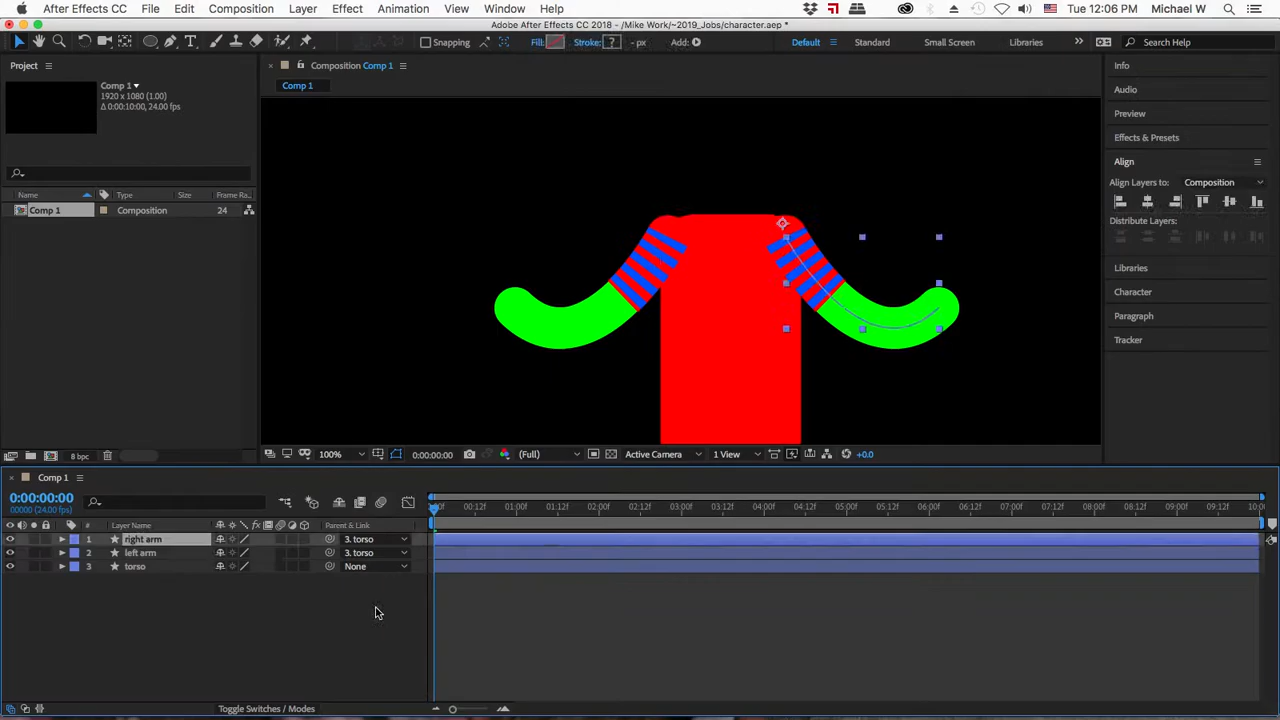 After Effects CC File Edit Composition Layer Effect Animation View Window Help Tue 12:06 PM Michael W
Adobe After Effects CC 2018 - /Mike Work/~2019_Jobs/character.aep *
Snapping Fill: Stroke: ? - px Add: Default Standard Small Screen Libraries >> Search Help
Project
Composition Comp 1
Info
Comp 1
1920 x 1080 (1.00)
Δ 0:00:10:00, 24.00 fps
Comp 1
Audio
Preview
Effects & Presets
Align
Align Layers to: Composition
Name Type Size Frame Ra..
Comp 1 Composition 24
Distribute Layers:
Libraries
Character
Paragraph
Tracker
8 bpc
100% 0:00:00:00 (Full) Active Camera 1 View +0.0
Comp 1
0:00:00:00
00000 (24.00 fps)
:00f 00:12f 01:00f 01:12f 02:00f 02:12f 03:00f 03:12f 04:00f 04:12f 05:00f 05:12f 06:00f 06:12f 07:00f 07:12f 08:00f 08:12f 09:00f 09:12f 10:00
# Layer Name fx Parent & Link
1 right arm 3. torso
2 left arm 3. torso
3 torso None
Toggle Switches / Modes